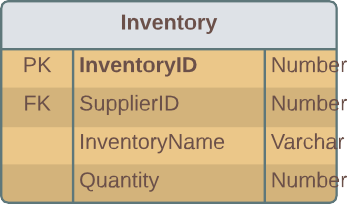 Inventory
PK InventoryID Number
FK SupplierID Number
InventoryName Varchar
Quantity Number